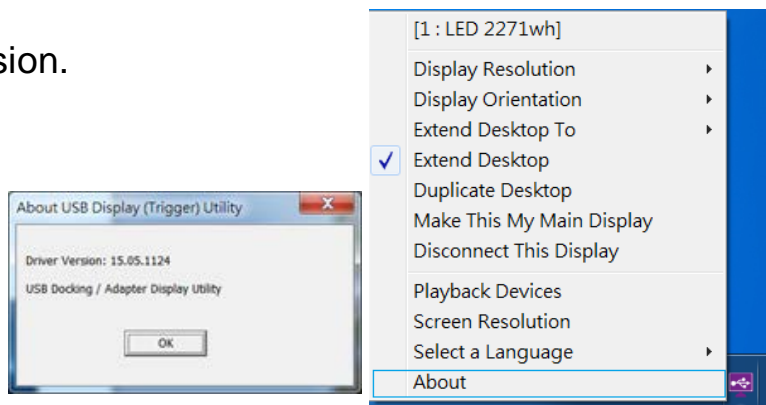 sion.
About USB Display (Trigger) Utility
Driver Version: 15.05.1124
USB Docking / Adapter Display Utility
OK
[1 : LED 2271wh]
Display Resolution
Display Orientation
Extend Desktop To
Extend Desktop
Duplicate Desktop
Make This My Main Display
Disconnect This Display
Playback Devices
Screen Resolution
Select a Language
About